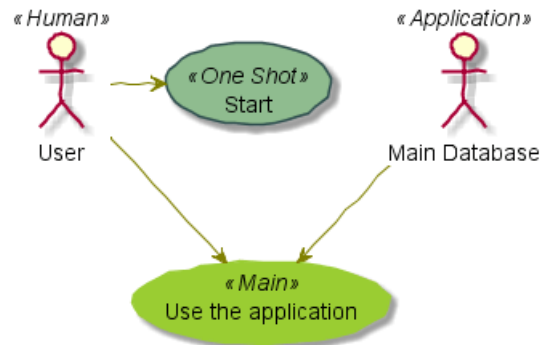 «Human»
User
«One Shot»
Start
«Application»
Main Database
«Main»
Use the application